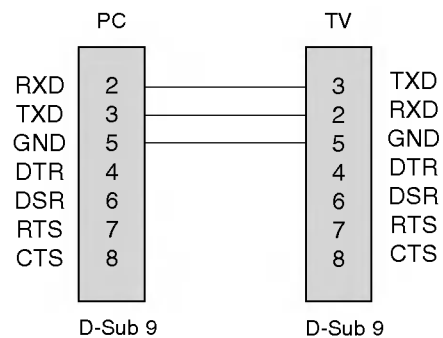 PC TV
RXD 2 3 TXD
TXD 3 2 RXD
GND 5 5 GND
DTR 4 4 DTR
DSR 6 6 DSR
RTS 7 7 RTS
CTS 8 8 CTS
D-Sub 9 D-Sub 9